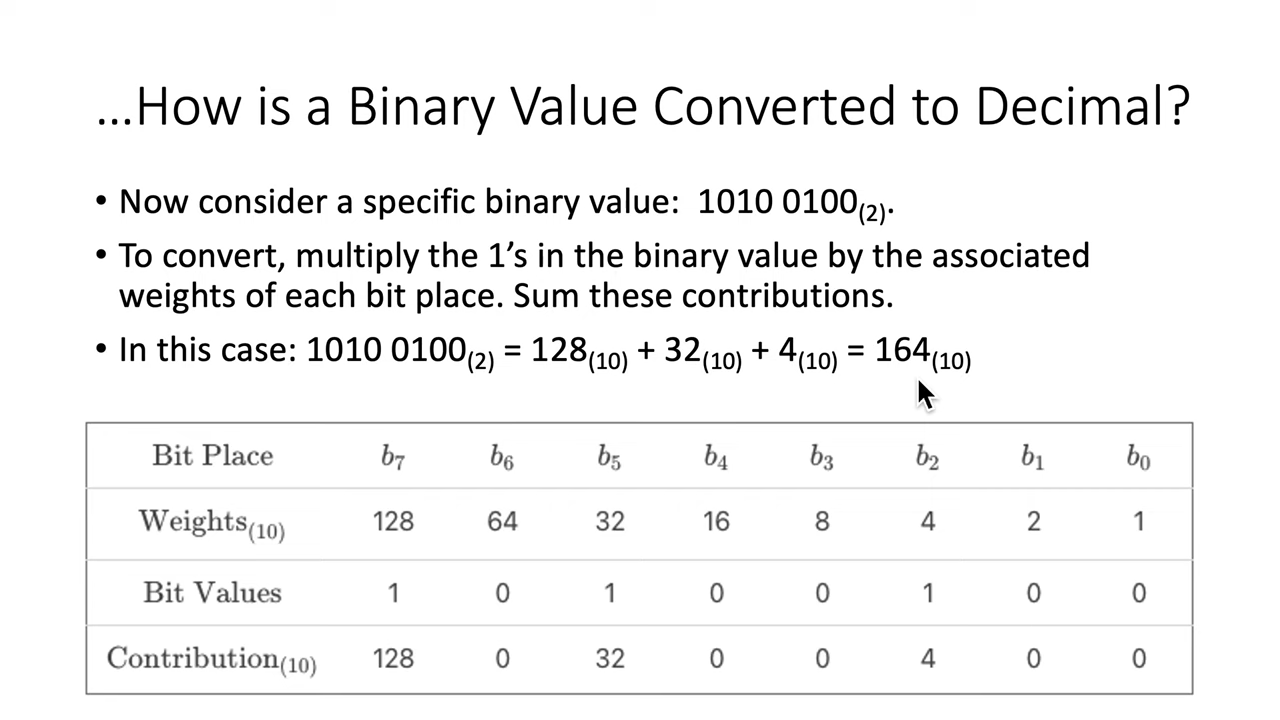 ...How is a Binary Value Converted to Decimal?
• Now consider a specific binary value:  1010 0100(2).
• To convert, multiply the 1’s in the binary value by the associated
weights of each bit place. Sum these contributions.
• In this case: 1010 0100(2) = 128(10) + 32(10) + 4(10) = 164(10)
Bit Place b7 b6 b5 b4 b3 b2 b1 b0
Weights(10) 128 64 32 16 8 4 2 1
Bit Values 1 0 1 0 0 1 0 0
Contribution(10) 128 0 32 0 0 4 0 0